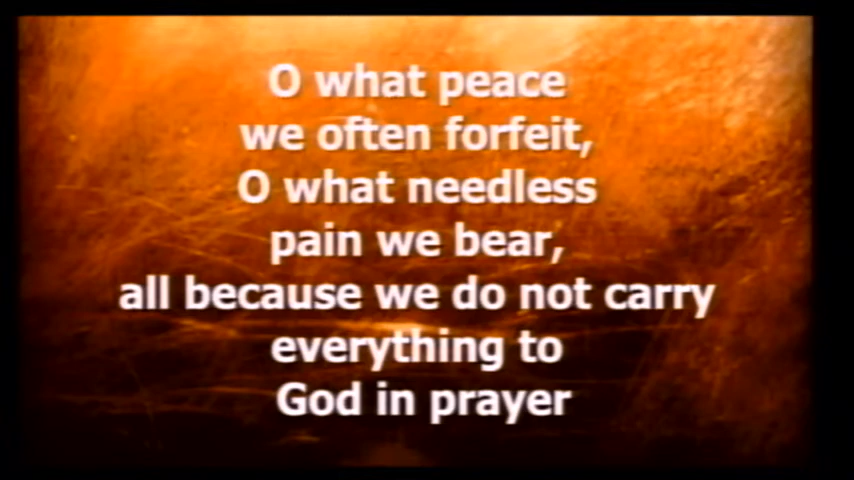 O what peace
we often forfeit,
O what needless
pain we bear,
all because we do not carry
everything to
God in prayer